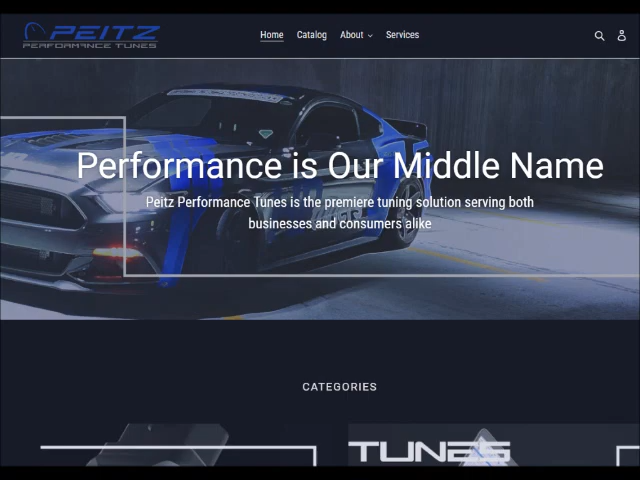 PEITZ
PERFORMANCE TUNES
Home Catalog About Services
Performance is Our Middle Name
Peitz Performance Tunes is the premiere tuning solution serving both
businesses and consumers alike
CATEGORIES
TUNES